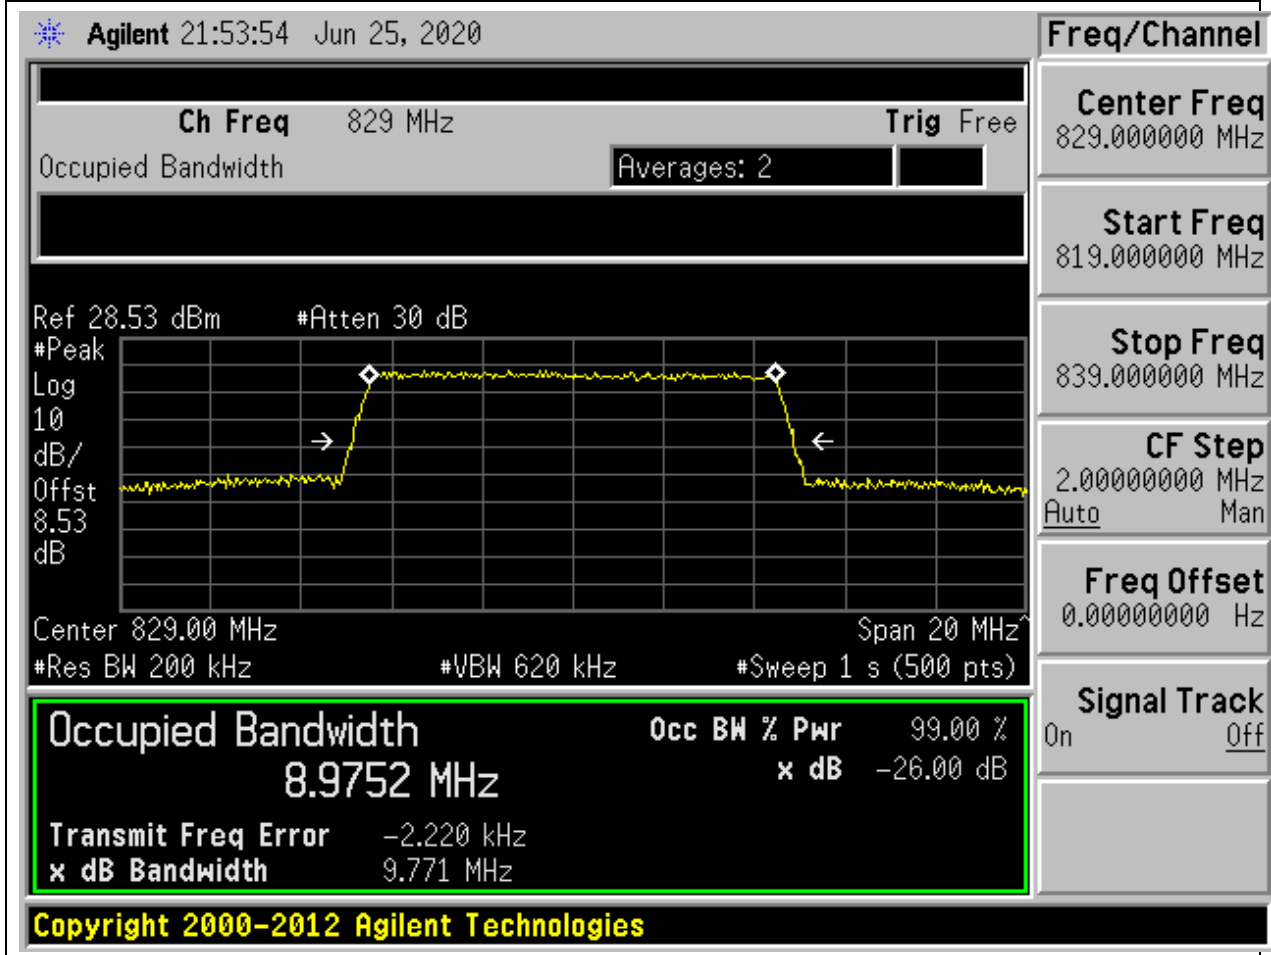 Agilent 21:53:54 Jun 25, 2020
Freq/Channel
Ch Freq 829 MHz Trig Free
Occupied Bandwidth Averages: 2
Center Freq
829.000000 MHz
Start Freq
819.000000 MHz
Stop Freq
839.000000 MHz
CF Step
2.00000000 MHz
Auto Man
Freq Offset
0.00000000 Hz
Signal Track
On Off
Ref 28.53 dBm #Atten 30 dB
#Peak
Log
10
dB/
Offst
8.53
dB
Center 829.00 MHz Span 20 MHz^
#Res BW 200 kHz #VBW 620 kHz #Sweep 1 s (500 pts)
Occupied Bandwidth Occ BW % Pwr 99.00 %
8.9752 MHz x dB -26.00 dB
Transmit Freq Error -2.220 kHz
x dB Bandwidth 9.771 MHz
Copyright 2000-2012 Agilent Technologies